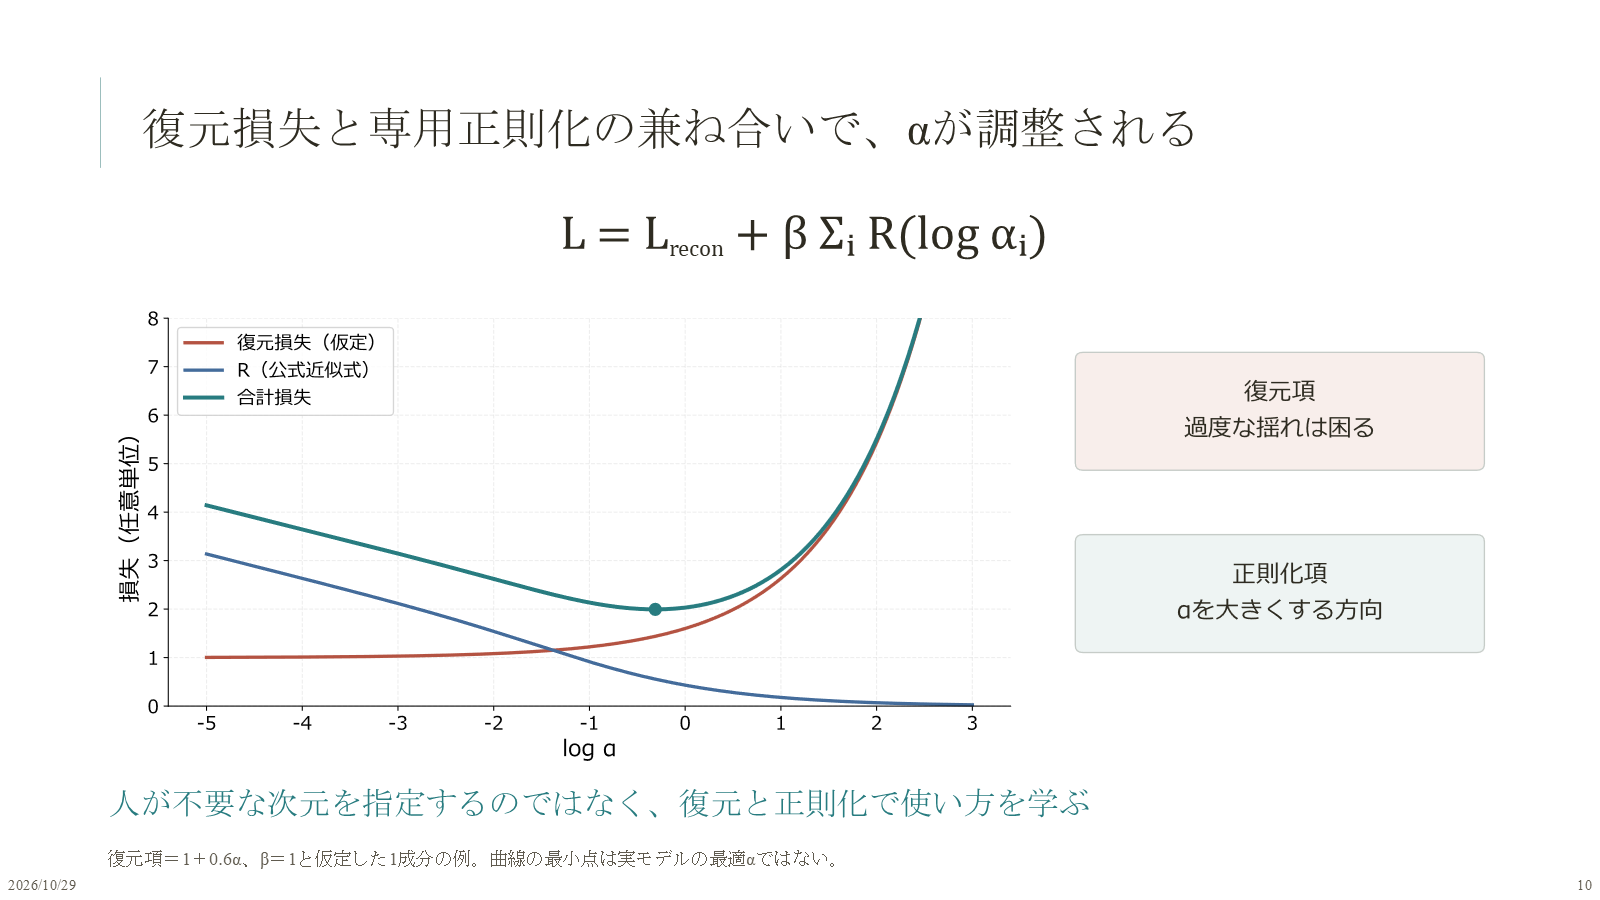 復元損失と専用正則化の兼ね合いで、αが調整される
L = Lrecon + β Σi R(log αi)
復元損失（仮定）
R（公式近似式）
合計損失
損失（任意単位）
8
7
6
5
4
3
2
1
0
-5 -4 -3 -2 -1 0 1 2 3
log α
復元項
過度な揺れは困る
正則化項
αを大きくする方向
人が不要な次元を指定するのではなく、復元と正則化で使い方を学ぶ
復元項＝1＋0.6α、β＝1と仮定した1成分の例。曲線の最小点は実モデルの最適αではない。
2026/10/29
10